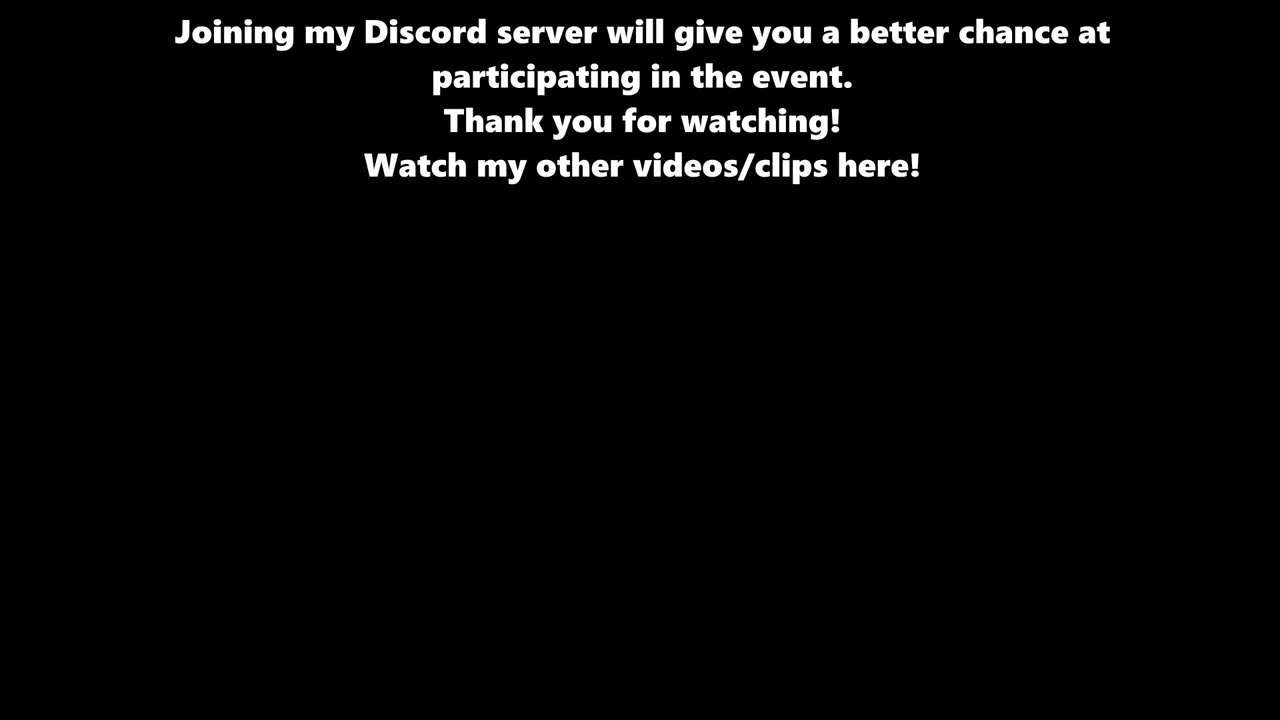 Joining my Discord server will give you a better chance at
participating in the event.
Thank you for watching!
Watch my other videos/clips here!